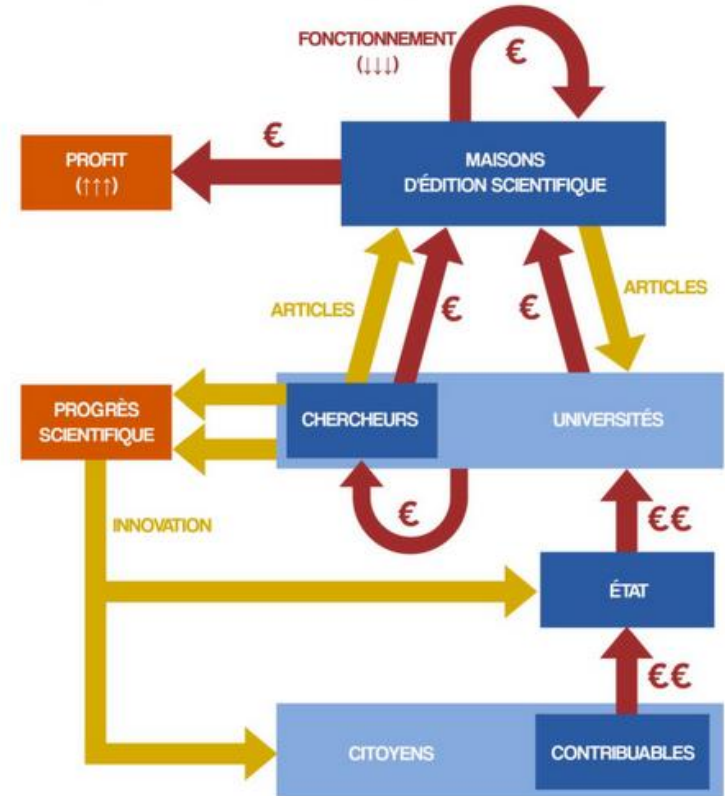 FONCTIONNEMENT
(↓↓↓)
€
€
PROFIT
(↑↑↑)
MAISONS
D'ÉDITION SCIENTIFIQUE
ARTICLES
€
€
ARTICLES
PROGRÈS
SCIENTIFIQUE
CHERCHEURS
UNIVERSITÉS
€
INNOVATION
€€
ÉTAT
€€
CITOYENS
CONTRIBUABLES